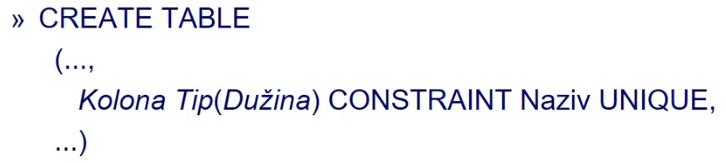 » CREATE TABLE
(...,
Kolona Tip(Dužina) CONSTRAINT Naziv UNIQUE,
...)